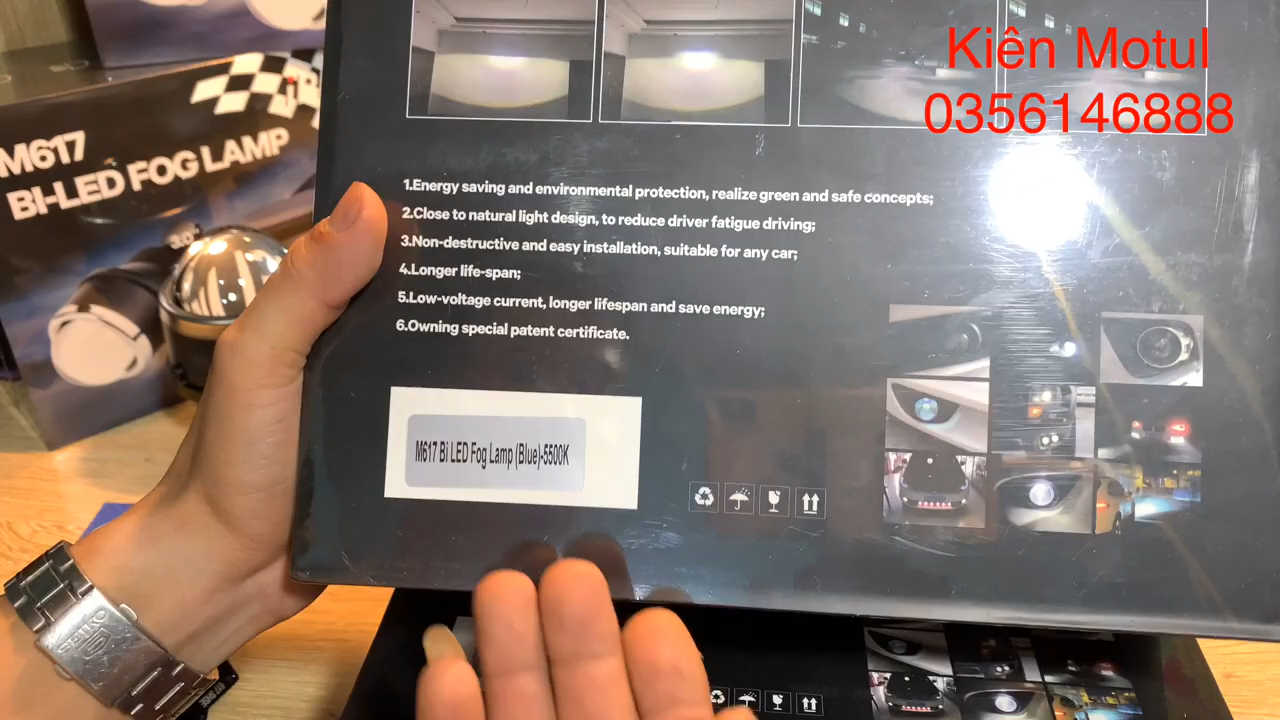 Kiên Motul
0356146888
M617
BI-LED FOG LAMP
3.0"
1.Energy saving and environmental protection, realize green and safe concepts;
2.Close to natural light design, to reduce driver fatigue driving;
3.Non-destructive and easy installation, suitable for any car;
4.Longer life-span;
5.Low-voltage current, longer lifespan and save energy;
6.Owning special patent certificate.
M617 Bi LED Fog Lamp (Blue)-5500K
SEIKO